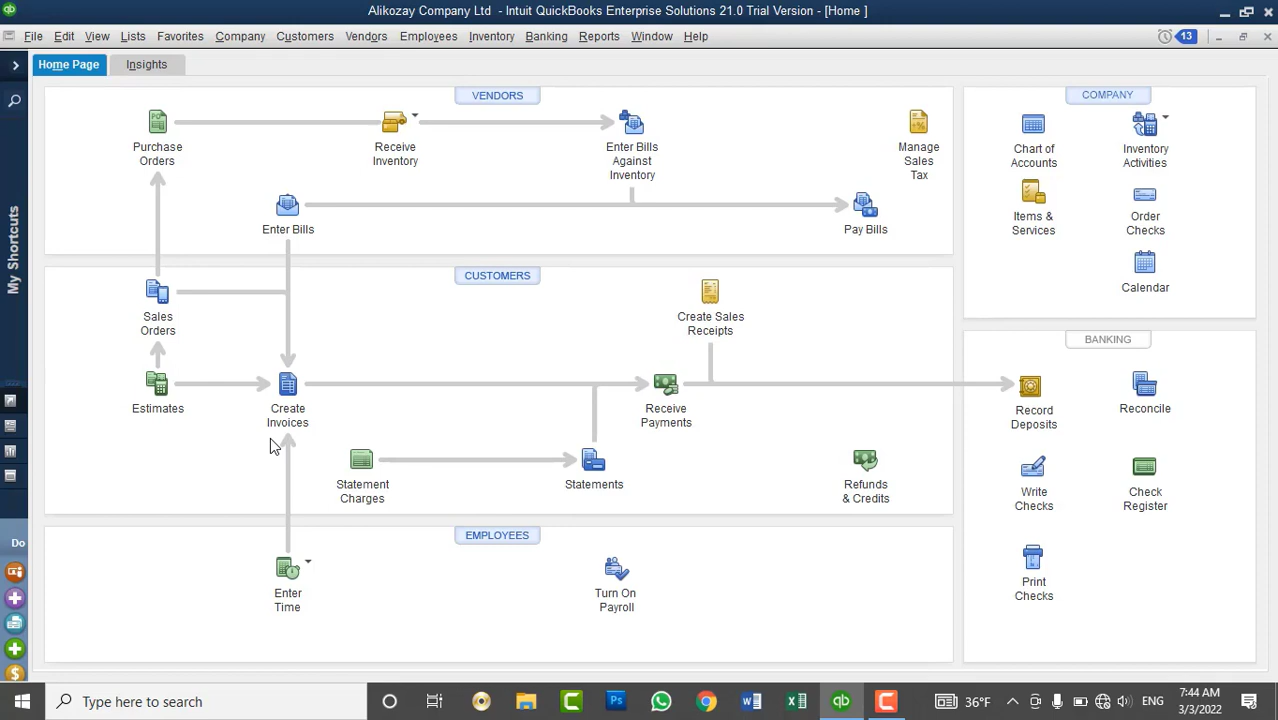 Alikozay Company Ltd - Intuit QuickBooks Enterprise Solutions 21.0 Trial Version - [Home ]
File Edit View Lists Favorites Company Customers Vendors Employees Inventory Banking Reports Window Help
13
Home Page Insights
My Shortcuts
Do
VENDORS
Purchase
Orders
Receive
Inventory
Enter Bills
Against
Inventory
Manage
Sales
Tax
Enter Bills
Pay Bills
CUSTOMERS
Sales
Orders
Create Sales
Receipts
Estimates
Create
Invoices
Receive
Payments
Statement
Charges
Statements
Refunds
& Credits
EMPLOYEES
Enter
Time
Turn On
Payroll
COMPANY
Chart of
Accounts
Inventory
Activities
Items &
Services
Order
Checks
Calendar
BANKING
Record
Deposits
Reconcile
Write
Checks
Check
Register
Print
Checks
Type here to search
36°F
ENG
7:44 AM
3/3/2022